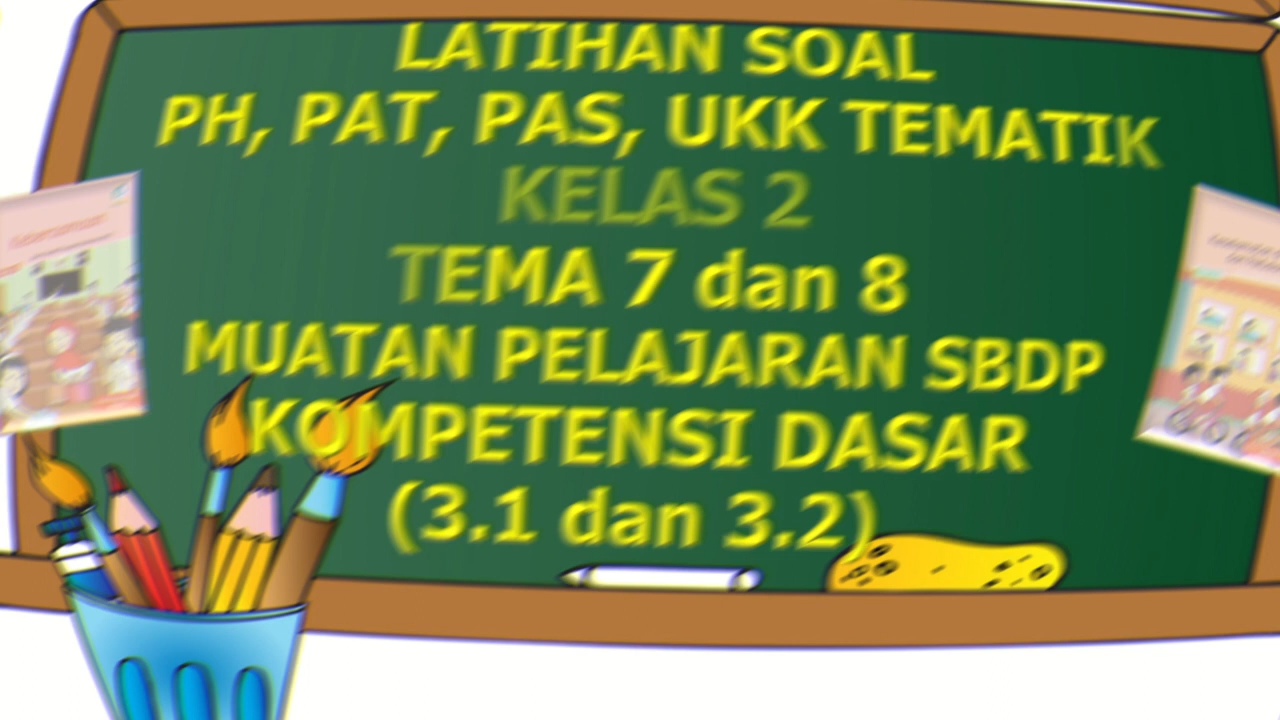 LATIHAN SOAL
PH, PAT, PAS, UKK TEMATIK
KELAS 2
TEMA 7 dan 8
MUATAN PELAJARAN SBDP
KOMPETENSI DASAR
(3.1 dan 3.2)